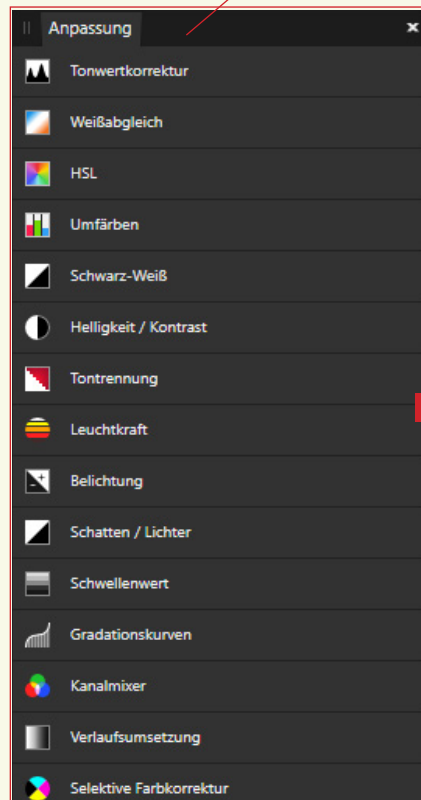 Anpassung
Tonwertkorrektur
Weißabgleich
HSL
Umfärben
Schwarz-Weiß
Helligkeit / Kontrast
Tontrennung
Leuchtkraft
Belichtung
Schatten / Lichter
Schwellenwert
Gradationskurven
Kanalmixer
Verlaufsumsetzung
Selektive Farbkorrektur